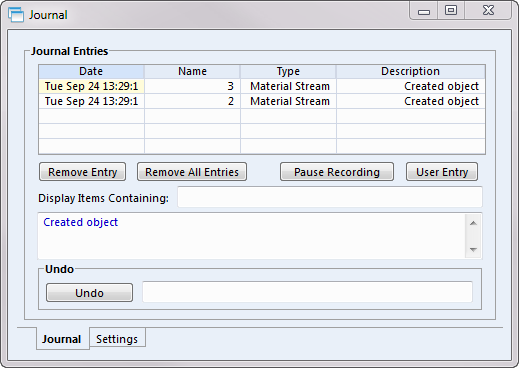 Journal
Journal Entries
Date Name Type Description
Tue Sep 24 13:29:1 3 Material Stream Created object
Tue Sep 24 13:29:1 2 Material Stream Created object
Remove Entry Remove All Entries Pause Recording User Entry
Display Items Containing:
Created object
Undo
Undo
Journal Settings